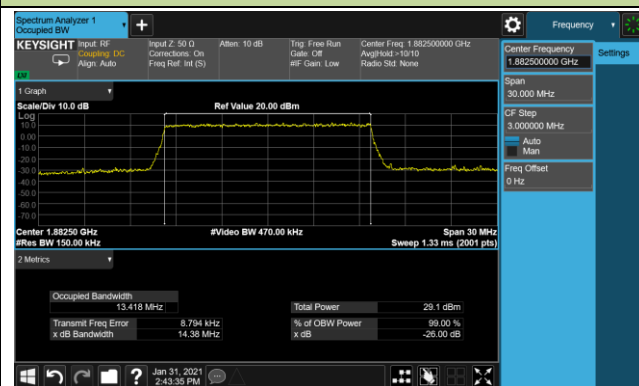 Spectrum Analyzer 1
Occupied BW
Frequency
KEYSIGHT
Input: RF
Coupling: DC
Align: Auto
Input Z: 50 Ω
Corrections: On
Freq Ref: Int (S)
Atten: 10 dB
Trig: Free Run
Gate: Off
#IF Gain: Low
Center Freq: 1.882500000 GHz
Avg|Hold:>10/10
Radio Std: None
LXI
Center Frequency
1.882500000 GHz
Settings
Span
30.000 MHz
CF Step
3.000000 MHz
Auto
Man
Freq Offset
0 Hz
1 Graph
Scale/Div 10.0 dB
Ref Value 20.00 dBm
Log
10.0
0.00
-10.0
-20.0
-30.0
-40.0
-50.0
-60.0
-70.0
Center 1.88250 GHz
#Video BW 470.00 kHz
Span 30 MHz
#Res BW 150.00 kHz
Sweep 1.33 ms (2001 pts)
2 Metrics
Occupied Bandwidth
13.418 MHz
Total Power
29.1 dBm
Transmit Freq Error
8.794 kHz
% of OBW Power
99.00 %
x dB Bandwidth
14.38 MHz
x dB
-26.00 dB
Jan 31, 2021
2:43:35 PM